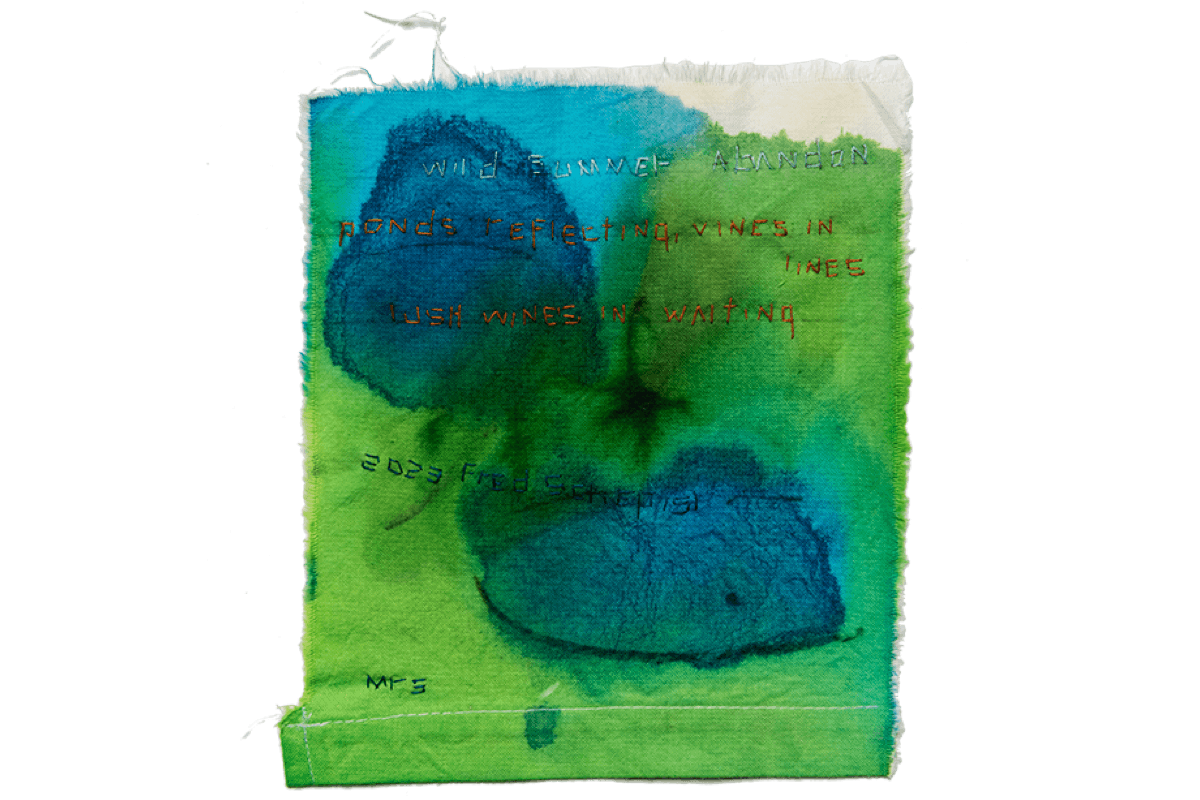 wild summer Abandon
ponds reflecting, vines in
lines
lush wines in waiting
2023 Fred Schepisi
MFS